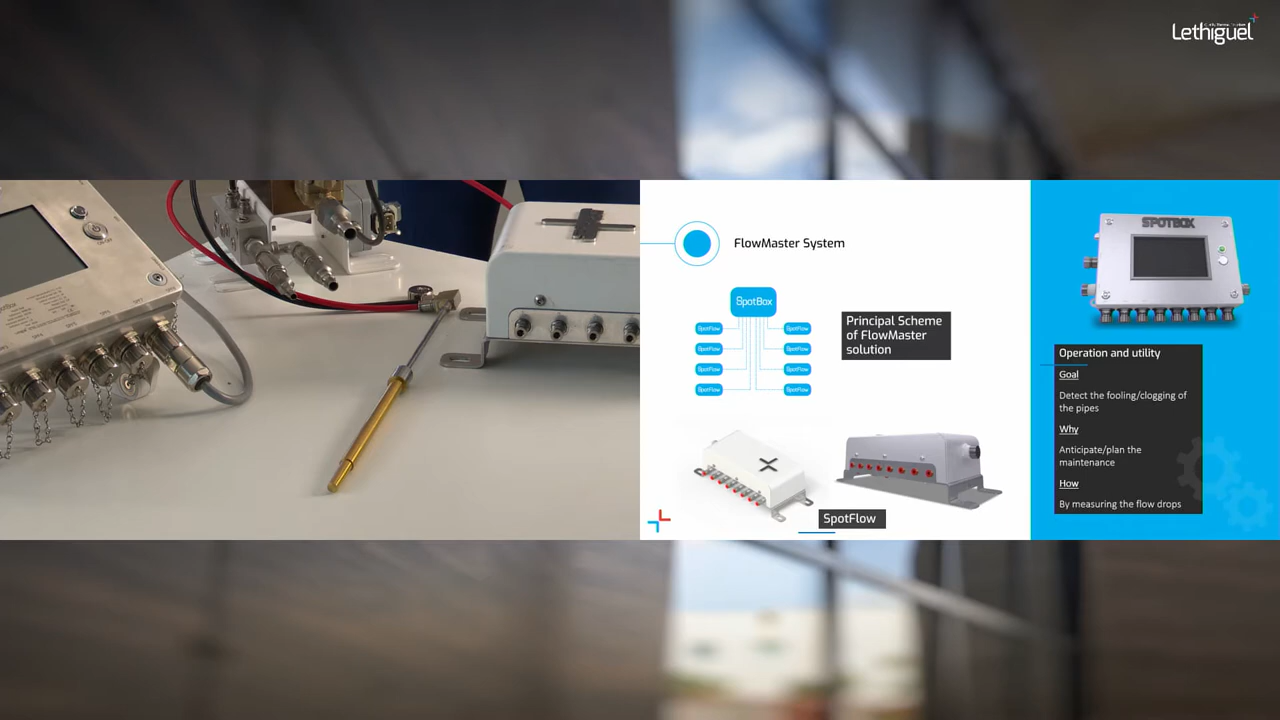 Lethiguel
FlowMaster System
SpotBox
SpotFlow
SpotFlow
SpotFlow
SpotFlow
SpotFlow
SpotFlow
SpotFlow
SpotFlow
Principal Scheme
of FlowMaster
solution
SpotFlow
SPOTBOX
Operation and utility
Goal
Detect the fooling/clogging of
the pipes
Why
Anticipate/plan the
maintenance
How
By measuring the flow drops